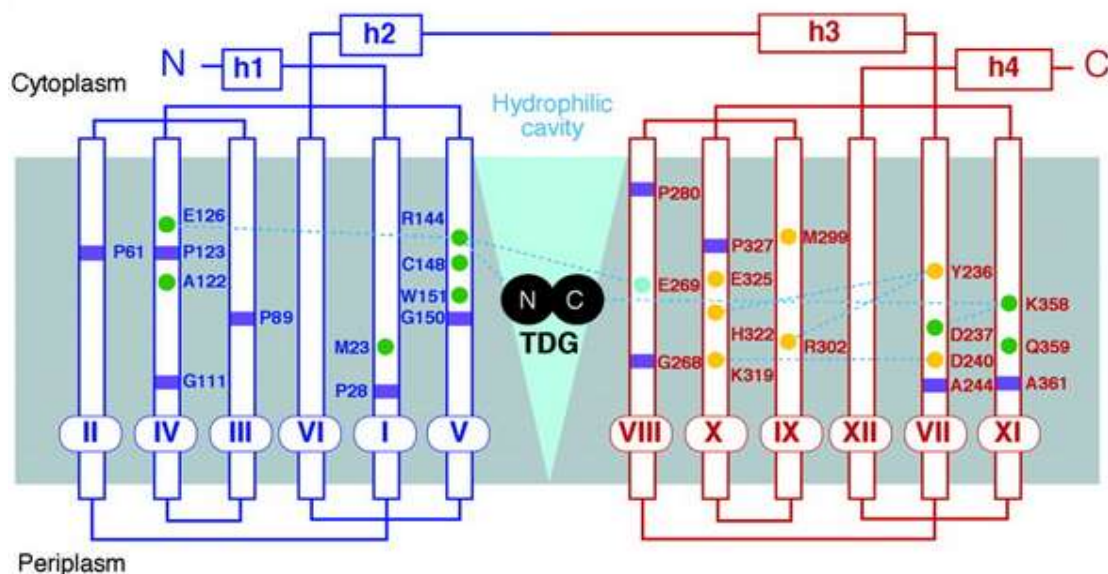 h2
h3
N
h1
h4
C
Cytoplasm
Hydrophilic
cavity
P280
E126
R144
P61
P123
P327
M299
C148
A122
E325
Y236
E269
W151
N
C
K358
G150
P89
TDG
H322
D237
M23
R302
Q359
G268
D240
K319
G111
P28
A244
A361
II
IV
III
VI
I
V
VIII
X
IX
XII
VII
XI
Periplasm